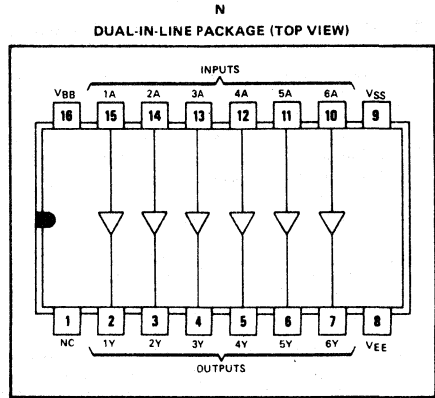 N
DUAL-IN-LINE PACKAGE (TOP VIEW)
INPUTS
VBB 1A 2A 3A 4A 5A 6A VSS
16 15 14 13 12 11 10 9
1 2 3 4 5 6 7 8
NC 1Y 2Y 3Y 4Y 5Y 6Y VEE
OUTPUTS